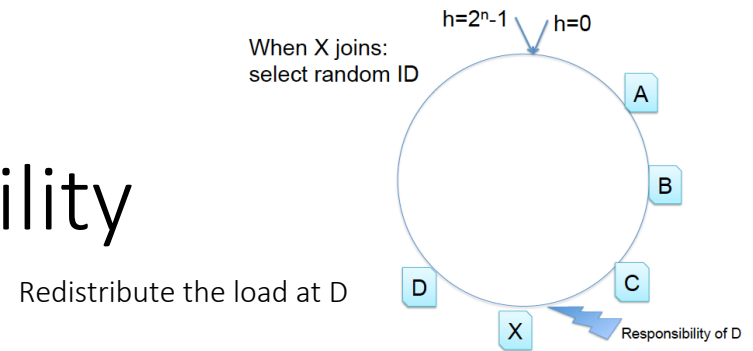 h=2ⁿ-1
h=0
When X joins:
select random ID
A
B
ility
Redistribute the load at D
D
C
X
Responsibility of D